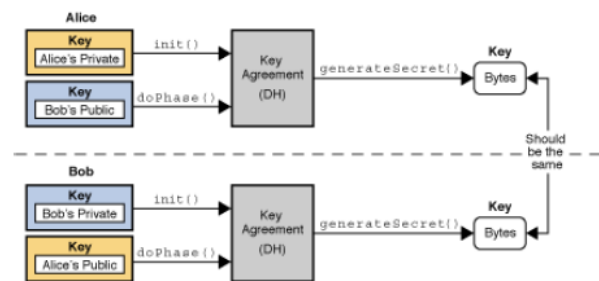 Alice
Key
Alice's Private
init()
Key
Bob's Public
doPhase()
Key
Agreement
(DH)
generateSecret()
Key
Bytes
Should
be the
same
Bob
Key
Bob's Private
init()
Key
Alice's Public
doPhase()
Key
Agreement
(DH)
generateSecret()
Key
Bytes